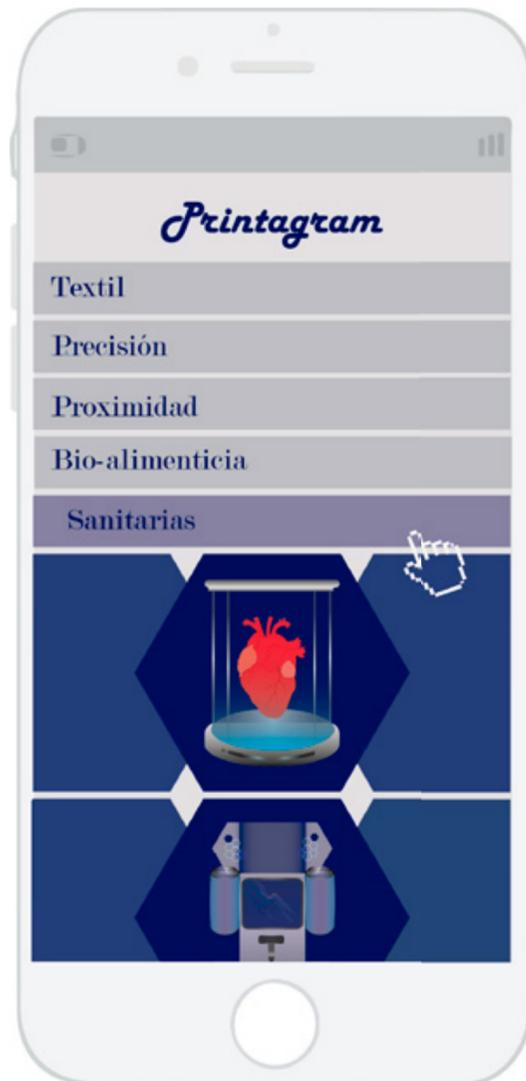 Printagram
Textil
Precisión
Proximidad
Bio-alimenticia
Sanitarias